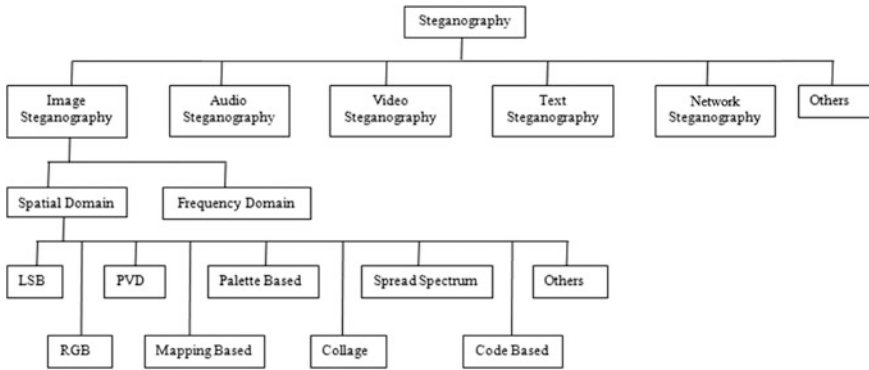 Steganography
Image
Steganography
Audio
Steganography
Video
Steganography
Text
Steganography
Network
Steganography
Others
Spatial Domain
Frequency Domain
LSB
PVD
Palette Based
Spread Spectrum
Others
RGB
Mapping Based
Collage
Code Based